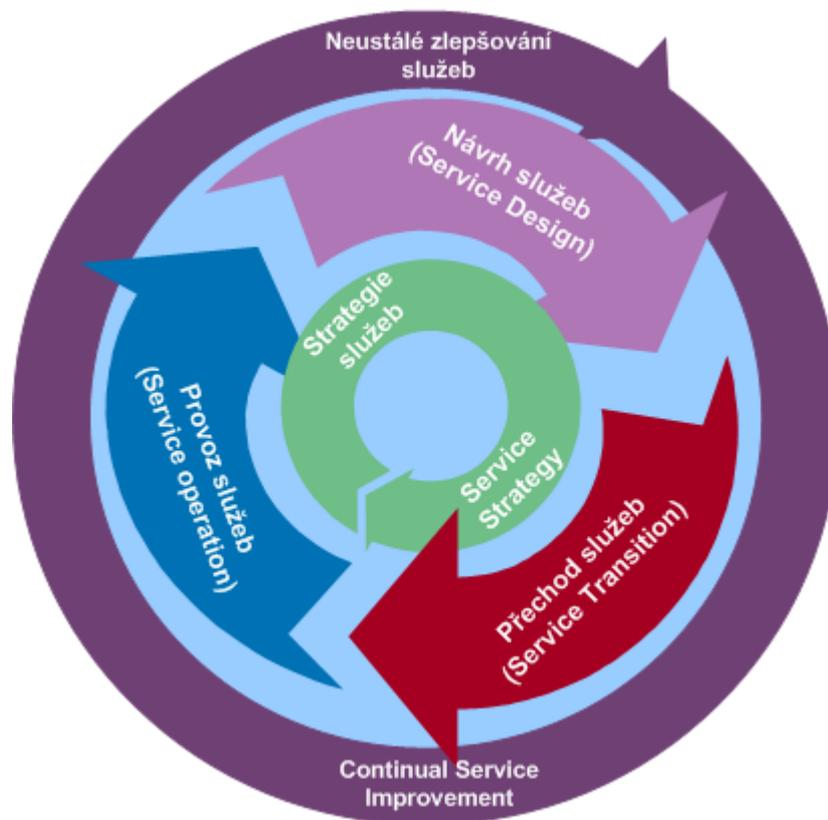 Neustálé zlepšování
služeb
Návrh služeb
(Service Design)
Strategie
služeb
Provoz služeb
(Service operation)
Service
Strategy
Přechod služeb
(Service Transition)
Continual Service
Improvement